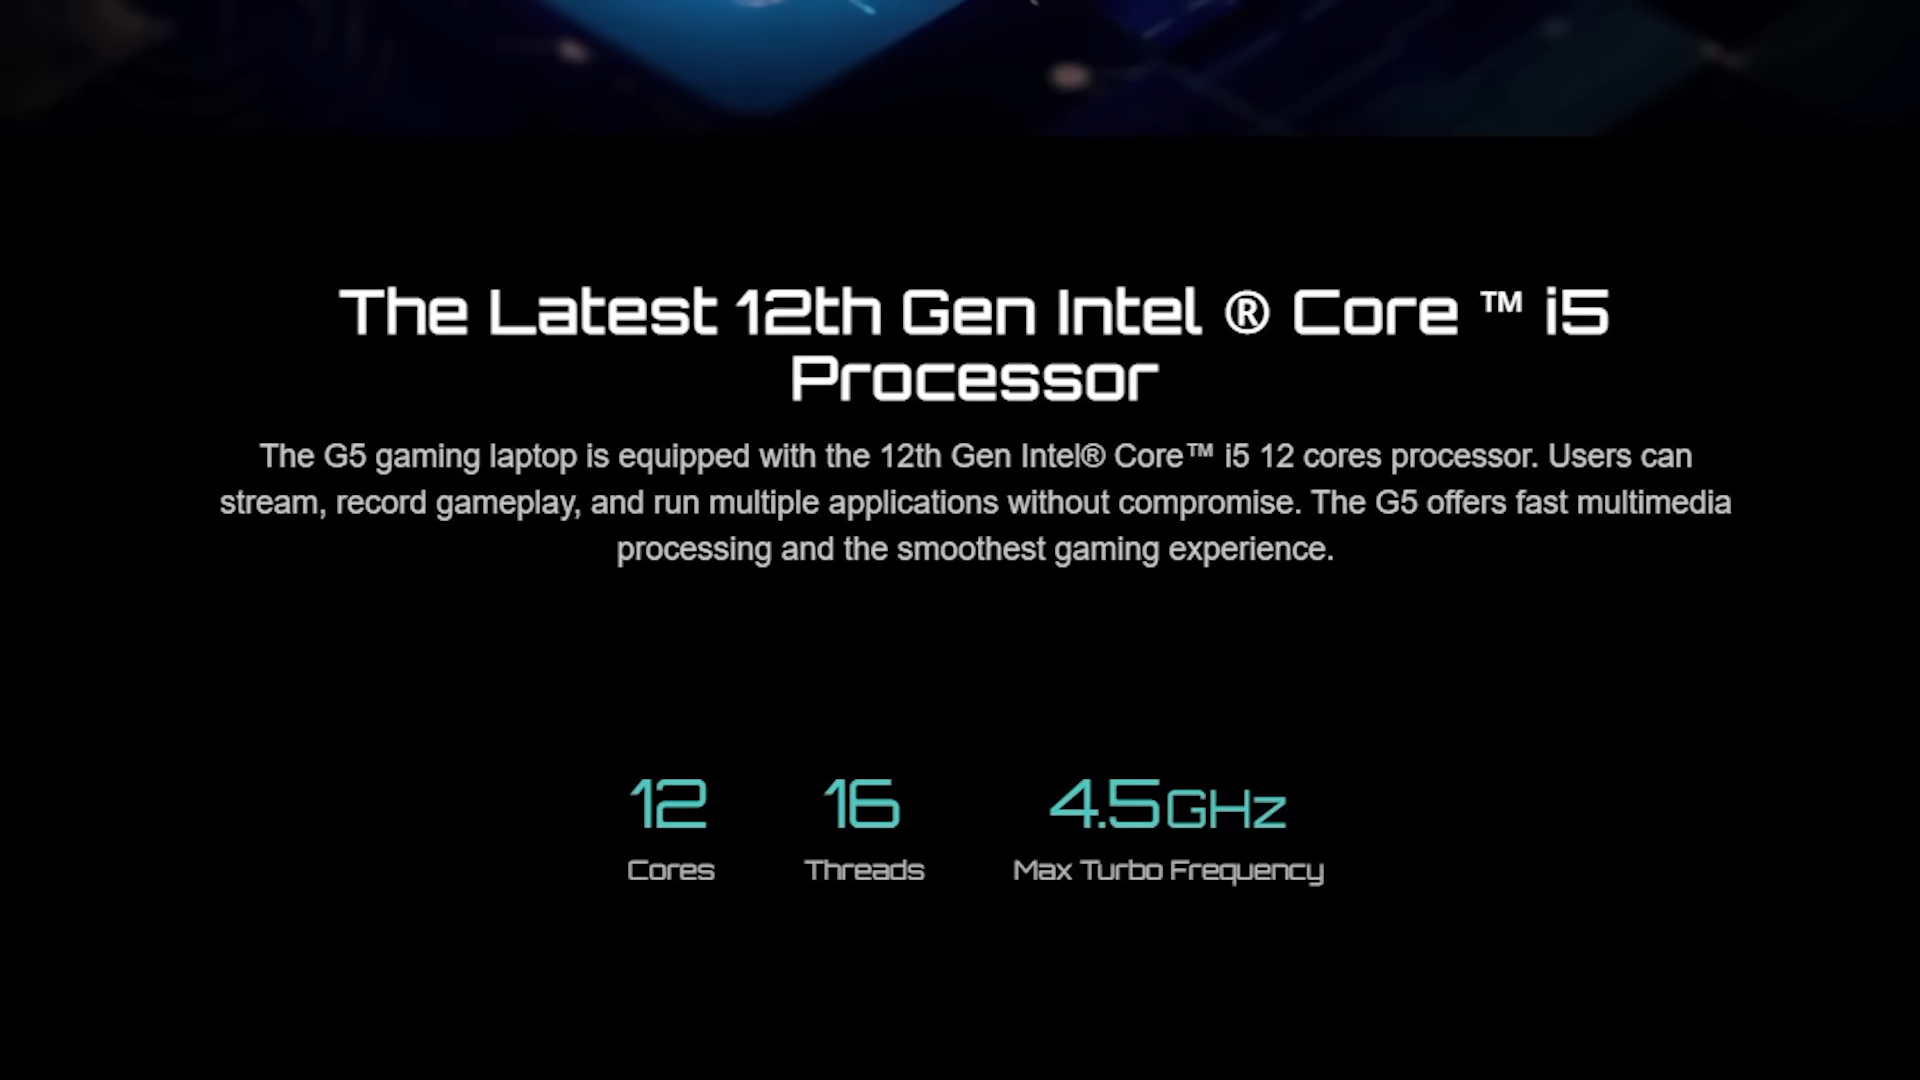 The Latest 12th Gen Intel ® Core ™ i5
Processor
The G5 gaming laptop is equipped with the 12th Gen Intel® Core™ i5 12 cores processor. Users can
stream, record gameplay, and run multiple applications without compromise. The G5 offers fast multimedia
processing and the smoothest gaming experience.
12 16 4.5GHz
Cores Threads Max Turbo Frequency